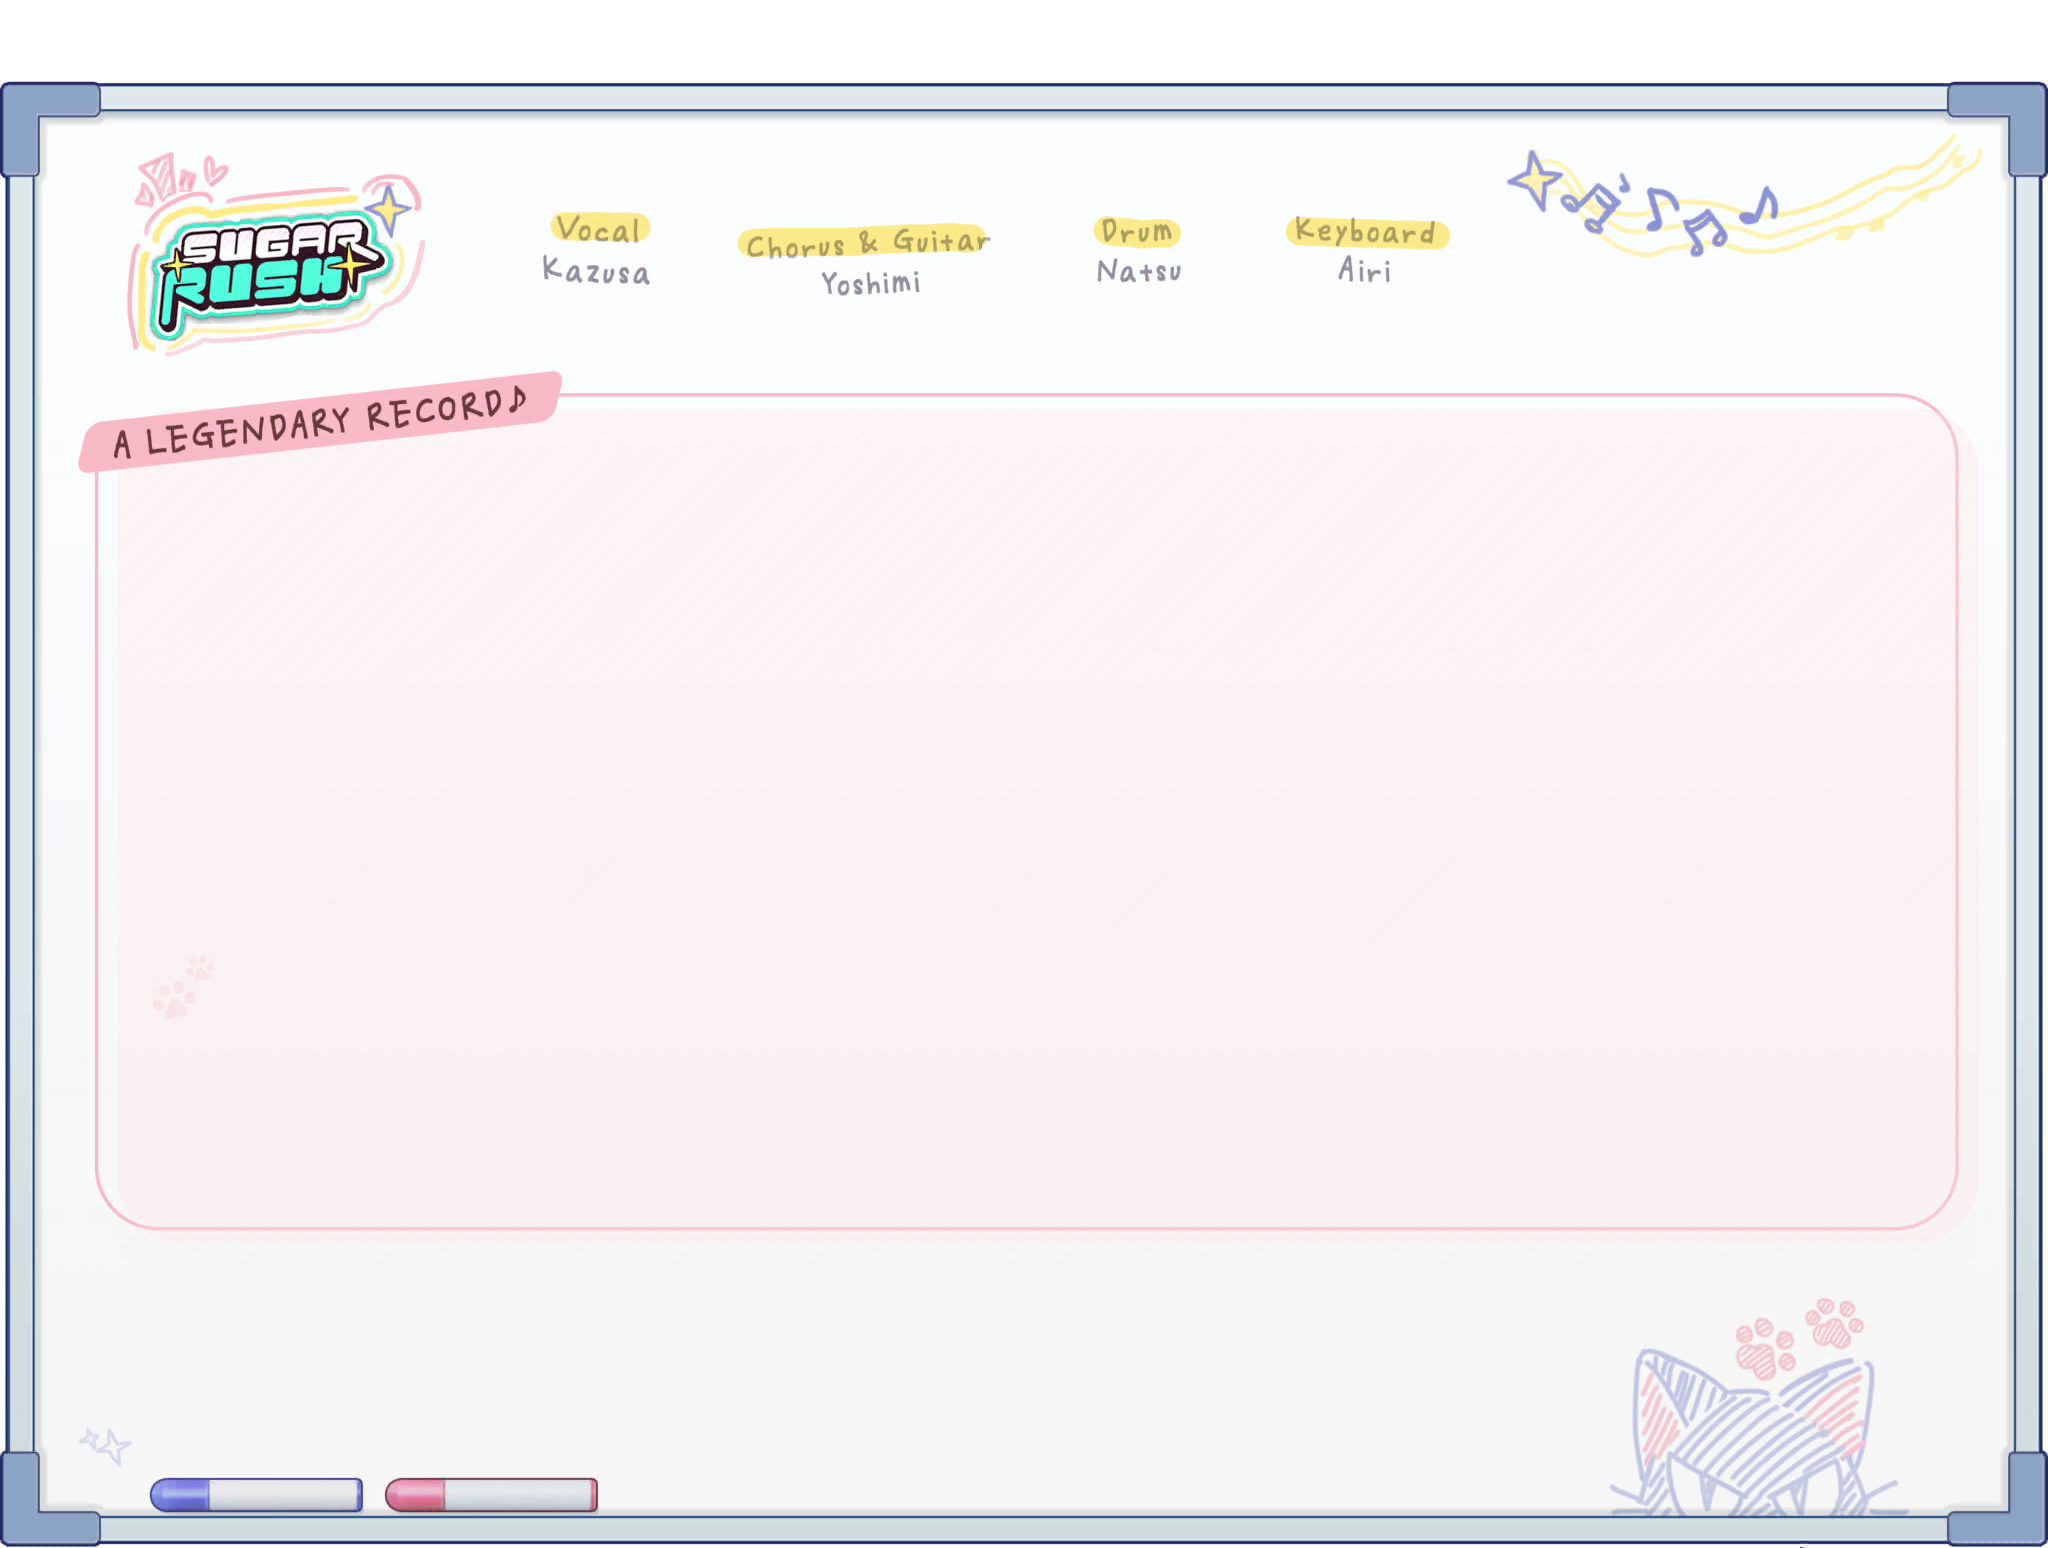 SUGAR
RUSH
Vocal
Kazusa
Chorus & Guitar
Yoshimi
Drum
Natsu
Keyboard
Airi
A LEGENDARY RECORD♪